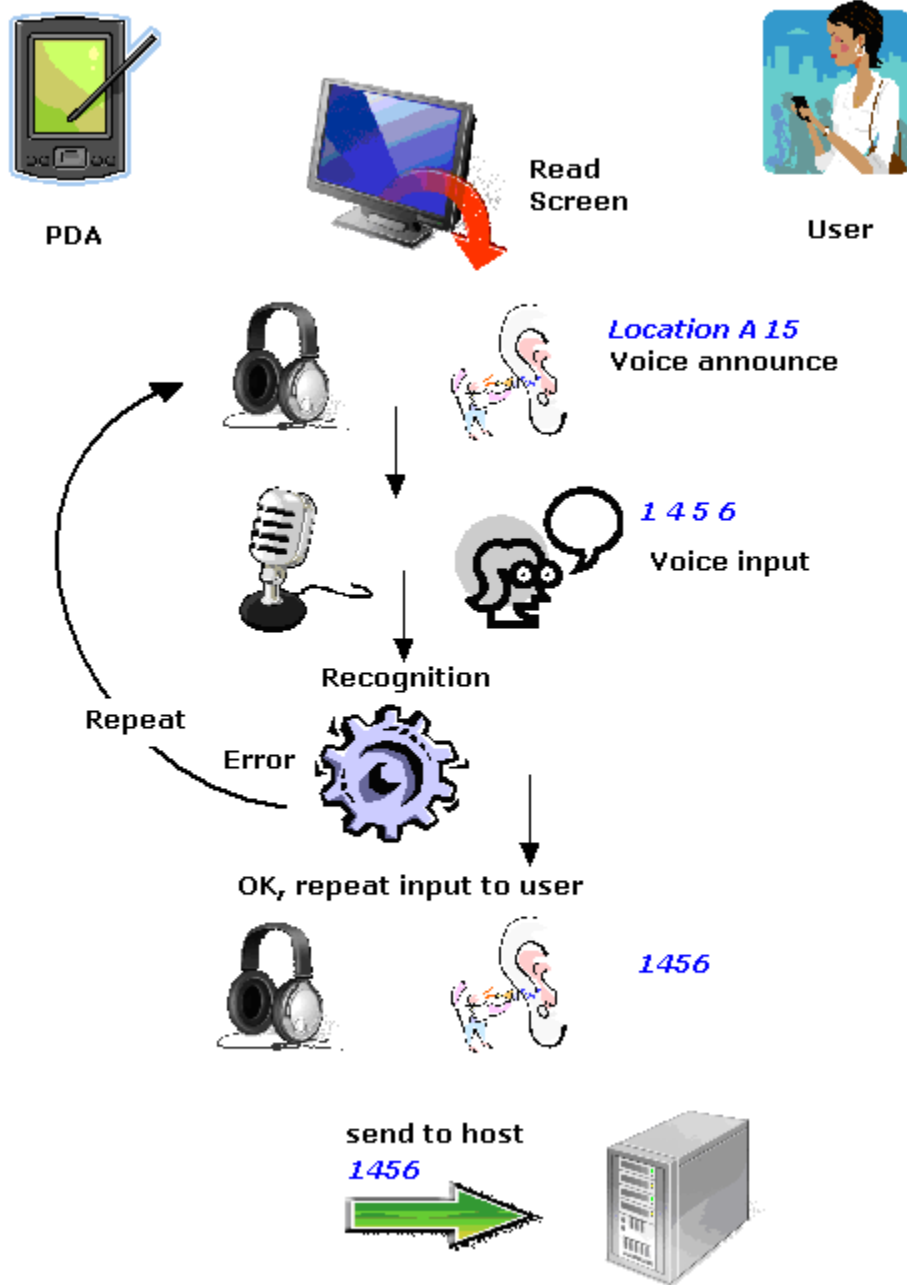 PDA
Read
Screen
User
Location A 15
Voice announce
1 4 5 6
Voice input
Recognition
Repeat
Error
OK, repeat input to user
1456
send to host
1456